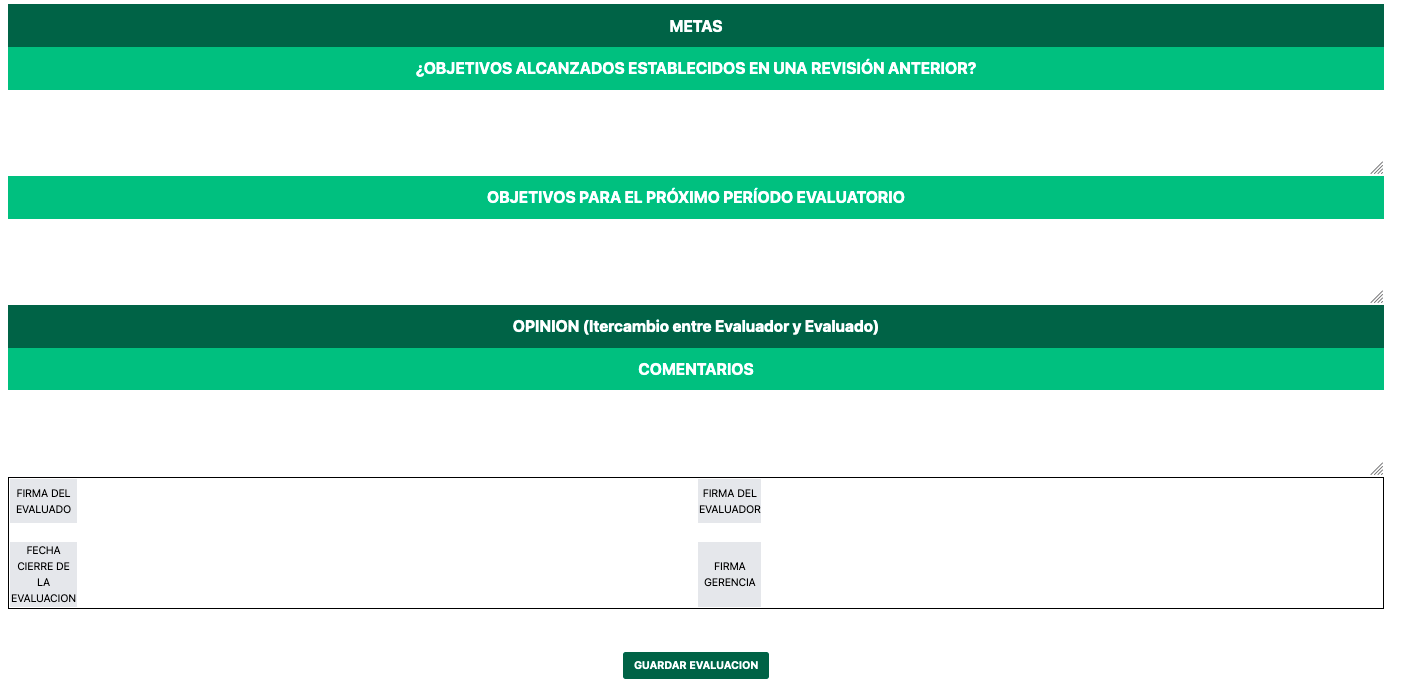 METAS
¿OBJETIVOS ALCANZADOS ESTABLECIDOS EN UNA REVISIÓN ANTERIOR?
OBJETIVOS PARA EL PRÓXIMO PERÍODO EVALUATORIO
OPINION (Itercambio entre Evaluador y Evaluado)
COMENTARIOS
FIRMA DEL
EVALUADO
FIRMA DEL
EVALUADOR
FECHA
CIERRE DE
LA
EVALUACION
FIRMA
GERENCIA
GUARDAR EVALUACION